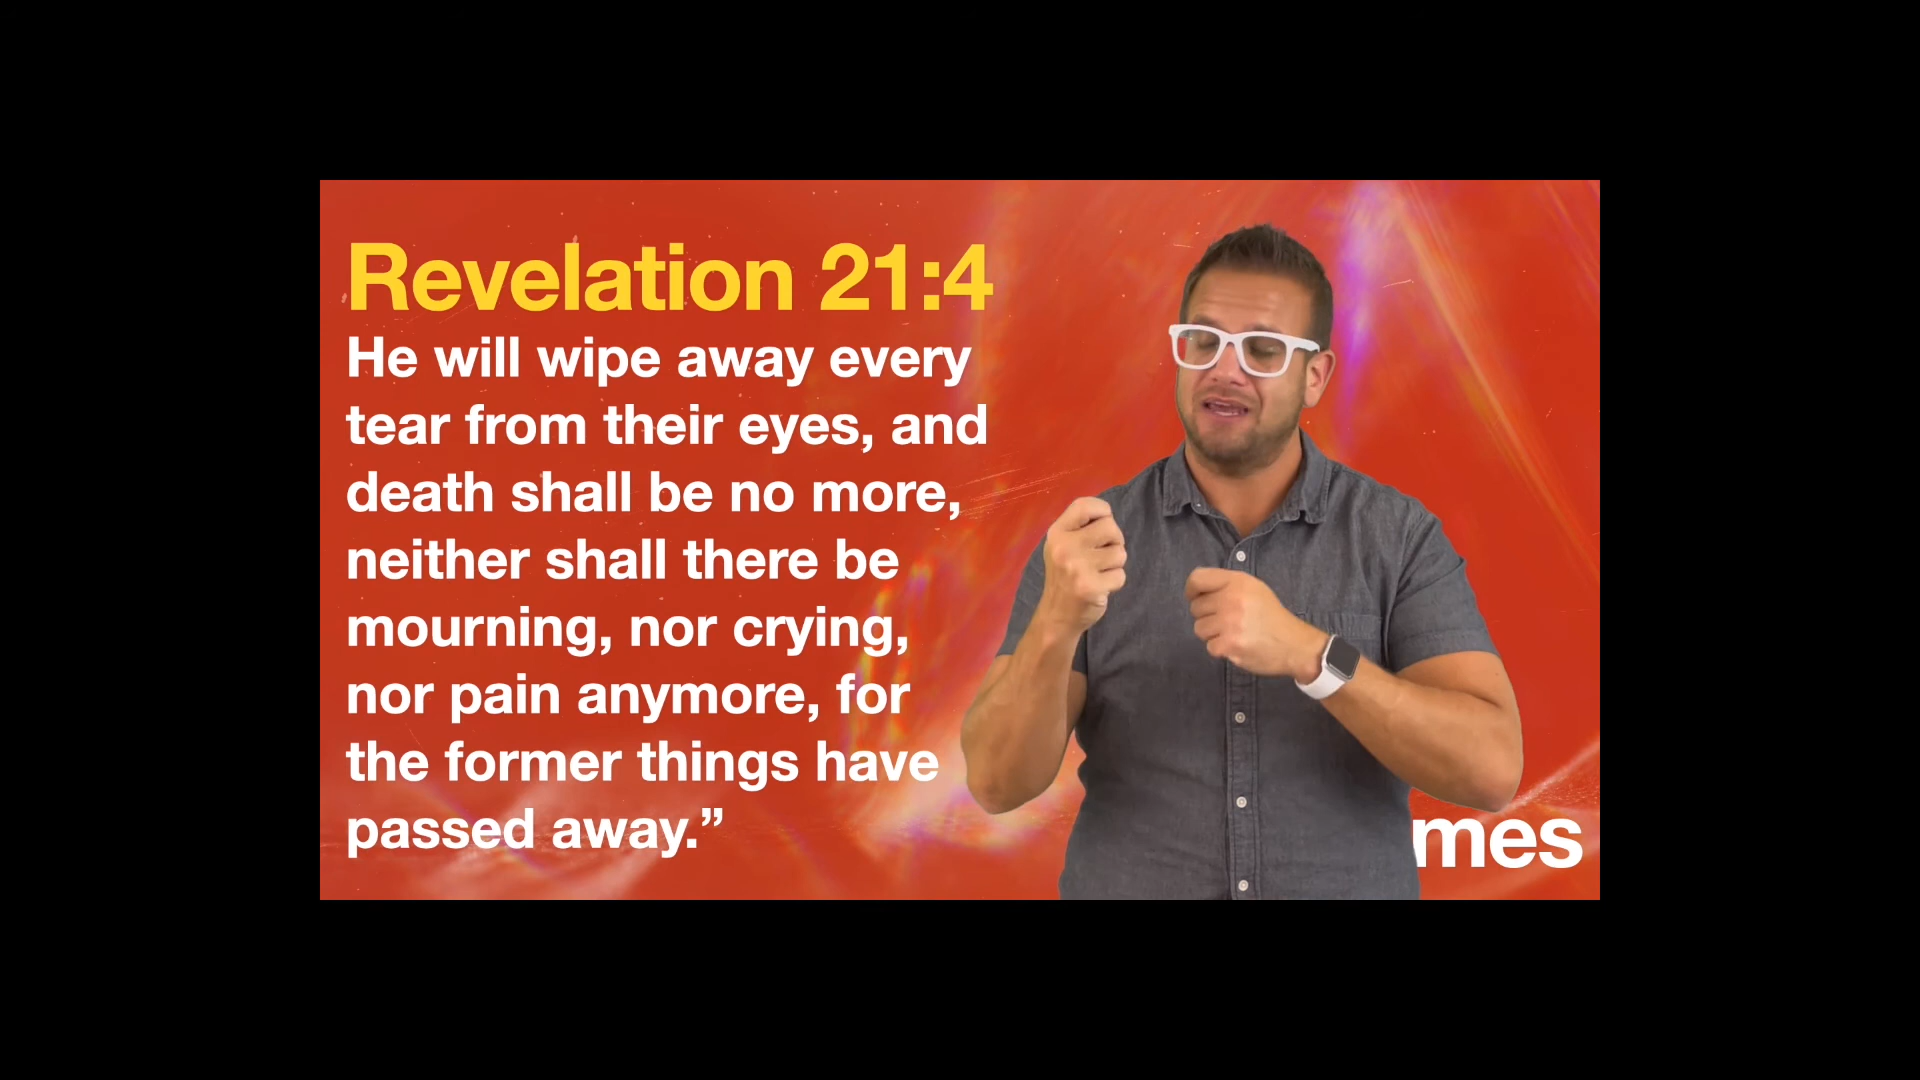 Revelation 21:4
He will wipe away every
tear from their eyes, and
death shall be no more,
neither shall there be
mourning, nor crying,
nor pain anymore, for
the former things have
passed away.”
mes